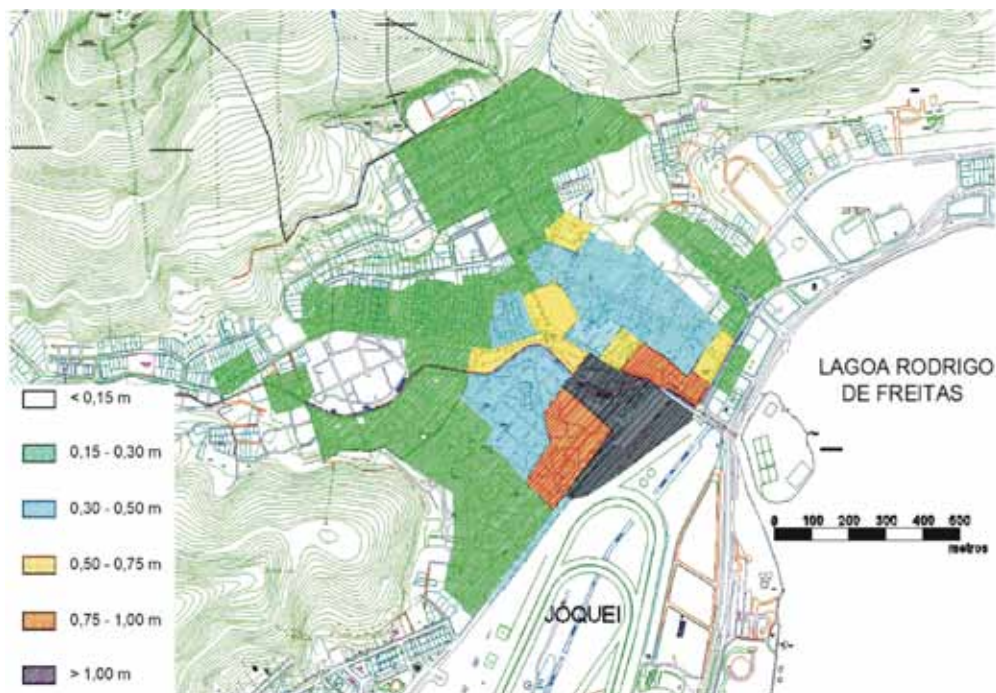 LAGOA RODRIGO
DE FREITAS
< 0,15 m
0,15 - 0,30 m
0,30 - 0,50 m
0,50 - 0,75 m
0,75 - 1,00 m
> 1,00 m
0 100 200 300 400 500
metros
JÓQUEI